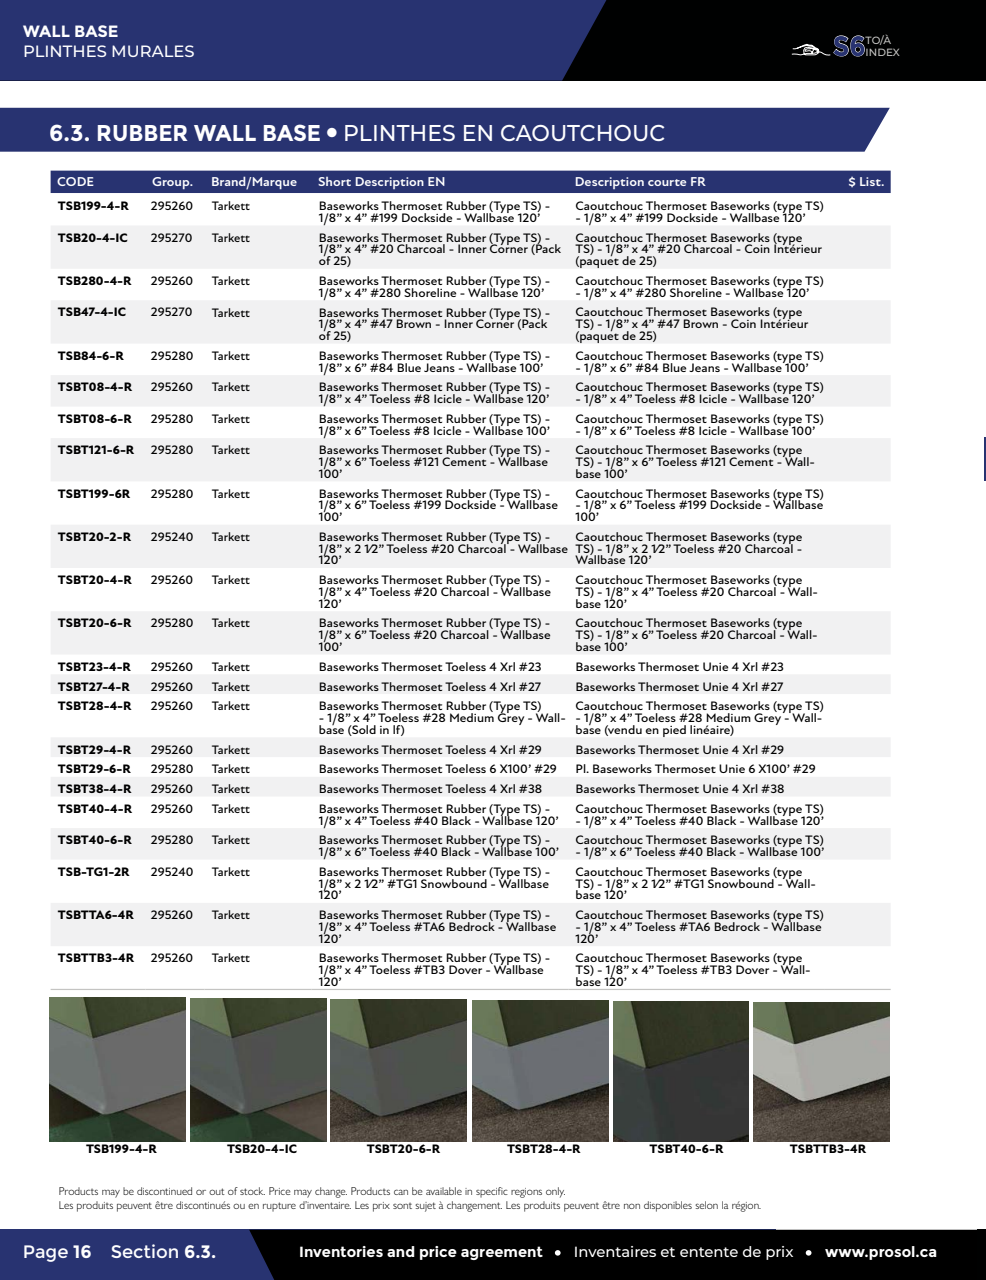 WALL BASE
PLINTHES MURALES
S6 TO/À
INDEX
6.3. RUBBER WALL BASE • PLINTHES EN CAOUTCHOUC
CODE Group. Brand/Marque Short Description EN Description courte FR $ List.
TSB199-4-R 295260 Tarkett Baseworks Thermoset Rubber (Type TS) - Caoutchouc Thermoset Baseworks (type TS)
1/8” x 4” #199 Dockside - Wallbase 120’ - 1/8” x 4” #199 Dockside - Wallbase 120’
TSB20-4-IC 295270 Tarkett Baseworks Thermoset Rubber (Type TS) - Caoutchouc Thermoset Baseworks (type
1/8” x 4” #20 Charcoal - Inner Corner (Pack TS) - 1/8” x 4” #20 Charcoal - Coin Intérieur
of 25) (paquet de 25)
TSB280-4-R 295260 Tarkett Baseworks Thermoset Rubber (Type TS) - Caoutchouc Thermoset Baseworks (type TS)
1/8” x 4” #280 Shoreline - Wallbase 120’ - 1/8” x 4” #280 Shoreline - Wallbase 120’
TSB47-4-IC 295270 Tarkett Baseworks Thermoset Rubber (Type TS) - Caoutchouc Thermoset Baseworks (type
1/8” x 4” #47 Brown - Inner Corner (Pack TS) - 1/8” x 4” #47 Brown - Coin Intérieur
of 25) (paquet de 25)
TSB84-6-R 295280 Tarkett Baseworks Thermoset Rubber (Type TS) - Caoutchouc Thermoset Baseworks (type TS)
1/8” x 6” #84 Blue Jeans - Wallbase 100’ - 1/8” x 6” #84 Blue Jeans - Wallbase 100’
TSBT08-4-R 295260 Tarkett Baseworks Thermoset Rubber (Type TS) - Caoutchouc Thermoset Baseworks (type TS)
1/8” x 4” Toeless #8 Icicle - Wallbase 120’ - 1/8” x 4” Toeless #8 Icicle - Wallbase 120’
TSBT08-6-R 295280 Tarkett Baseworks Thermoset Rubber (Type TS) - Caoutchouc Thermoset Baseworks (type TS)
1/8” x 6” Toeless #8 Icicle - Wallbase 100’ - 1/8” x 6” Toeless #8 Icicle - Wallbase 100’
TSBT121-6-R 295280 Tarkett Baseworks Thermoset Rubber (Type TS) - Caoutchouc Thermoset Baseworks (type
1/8” x 6” Toeless #121 Cement - Wallbase TS) - 1/8” x 6” Toeless #121 Cement - Wall-
100’ base 100’
TSBT199-6R 295280 Tarkett Baseworks Thermoset Rubber (Type TS) - Caoutchouc Thermoset Baseworks (type TS)
1/8” x 6” Toeless #199 Dockside - Wallbase - 1/8” x 6” Toeless #199 Dockside - Wallbase
100’ 100’
TSBT20-2-R 295240 Tarkett Baseworks Thermoset Rubber (Type TS) - Caoutchouc Thermoset Baseworks (type
1/8” x 2 1⁄2” Toeless #20 Charcoal - Wallbase TS) - 1/8” x 2 1⁄2” Toeless #20 Charcoal -
120’ Wallbase 120’
TSBT20-4-R 295260 Tarkett Baseworks Thermoset Rubber (Type TS) - Caoutchouc Thermoset Baseworks (type
1/8” x 4” Toeless #20 Charcoal - Wallbase TS) - 1/8” x 4” Toeless #20 Charcoal - Wall-
120’ base 120’
TSBT20-6-R 295280 Tarkett Baseworks Thermoset Rubber (Type TS) - Caoutchouc Thermoset Baseworks (type
1/8” x 6” Toeless #20 Charcoal - Wallbase TS) - 1/8” x 6” Toeless #20 Charcoal - Wall-
100’ base 100’
TSBT23-4-R 295260 Tarkett Baseworks Thermoset Toeless 4 Xrl #23 Baseworks Thermoset Unie 4 Xrl #23
TSBT27-4-R 295260 Tarkett Baseworks Thermoset Toeless 4 Xrl #27 Baseworks Thermoset Unie 4 Xrl #27
TSBT28-4-R 295260 Tarkett Baseworks Thermoset Rubber (Type TS) Caoutchouc Thermoset Baseworks (type TS)
- 1/8” x 4” Toeless #28 Medium Grey - Wall- - 1/8” x 4” Toeless #28 Medium Grey - Wall-
base (Sold in lf) base (vendu en pied linéaire)
TSBT29-4-R 295260 Tarkett Baseworks Thermoset Toeless 4 Xrl #29 Baseworks Thermoset Unie 4 Xrl #29
TSBT29-6-R 295280 Tarkett Baseworks Thermoset Toeless 6 X100’ #29 Pl. Baseworks Thermoset Unie 6 X100’ #29
TSBT38-4-R 295260 Tarkett Baseworks Thermoset Toeless 4 Xrl #38 Baseworks Thermoset Unie 4 Xrl #38
TSBT40-4-R 295260 Tarkett Baseworks Thermoset Rubber (Type TS) - Caoutchouc Thermoset Baseworks (type TS)
1/8” x 4” Toeless #40 Black - Wallbase 120’ - 1/8” x 4” Toeless #40 Black - Wallbase 120’
TSBT40-6-R 295280 Tarkett Baseworks Thermoset Rubber (Type TS) - Caoutchouc Thermoset Baseworks (type TS)
1/8” x 6” Toeless #40 Black - Wallbase 100’ - 1/8” x 6” Toeless #40 Black - Wallbase 100’
TSB-TG1-2R 295240 Tarkett Baseworks Thermoset Rubber (Type TS) - Caoutchouc Thermoset Baseworks (type
1/8” x 2 1⁄2” #TG1 Snowbound - Wallbase TS) - 1/8” x 2 1⁄2” #TG1 Snowbound - Wall-
120’ base 120’
TSBTTA6-4R 295260 Tarkett Baseworks Thermoset Rubber (Type TS) - Caoutchouc Thermoset Baseworks (type TS)
1/8” x 4” Toeless #TA6 Bedrock - Wallbase - 1/8” x 4” Toeless #TA6 Bedrock - Wallbase
120’ 120’
TSBTTB3-4R 295260 Tarkett Baseworks Thermoset Rubber (Type TS) - Caoutchouc Thermoset Baseworks (type
1/8” x 4” Toeless #TB3 Dover - Wallbase TS) - 1/8” x 4” Toeless #TB3 Dover - Wall-
120’ base 120’
TSB199-4-R TSB20-4-IC TSBT20-6-R TSBT28-4-R TSBT40-6-R TSBTTB3-4R
Products may be discontinued or out of stock. Price may change. Products can be available in specific regions only.
Les produits peuvent être discontinués ou en rupture d’inventaire. Les prix sont sujet à changement. Les produits peuvent être non disponibles selon la région.
Page 16 Section 6.3. Inventories and price agreement • Inventaires et entente de prix • www.prosol.ca